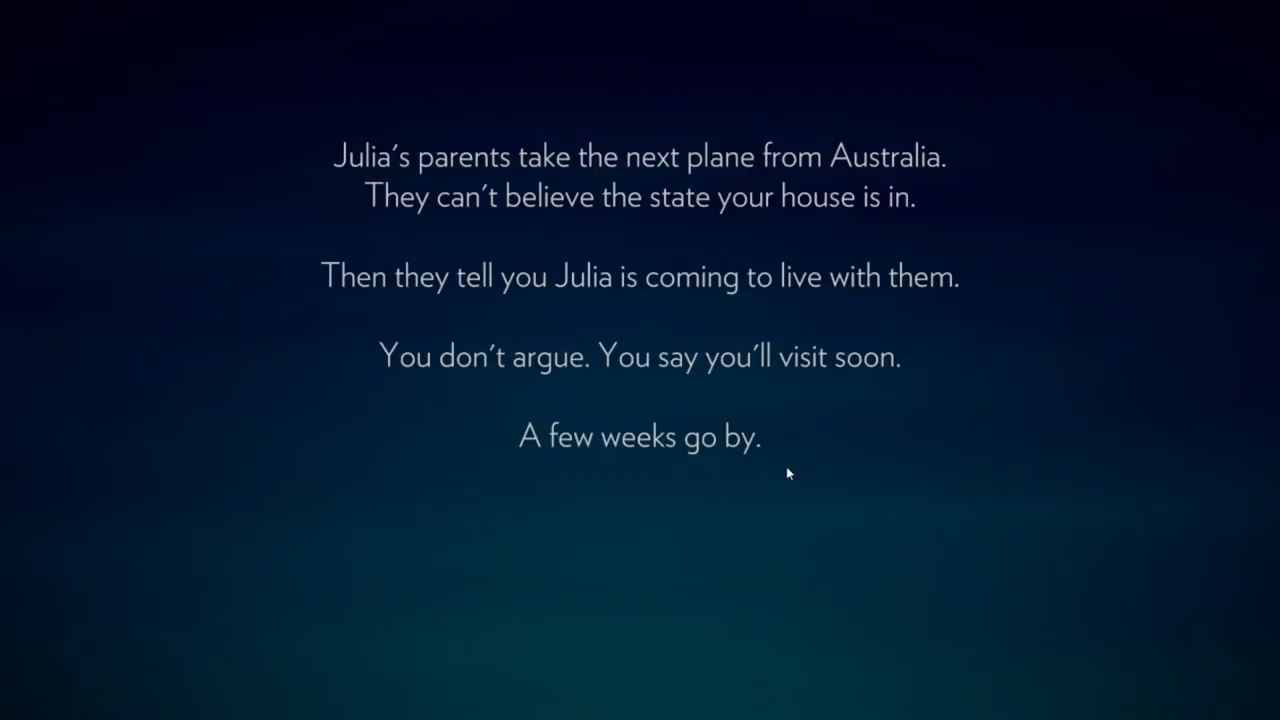 Julia's parents take the next plane from Australia.
They can't believe the state your house is in.
Then they tell you Julia is coming to live with them.
You don't argue. You say you'll visit soon.
A few weeks go by.